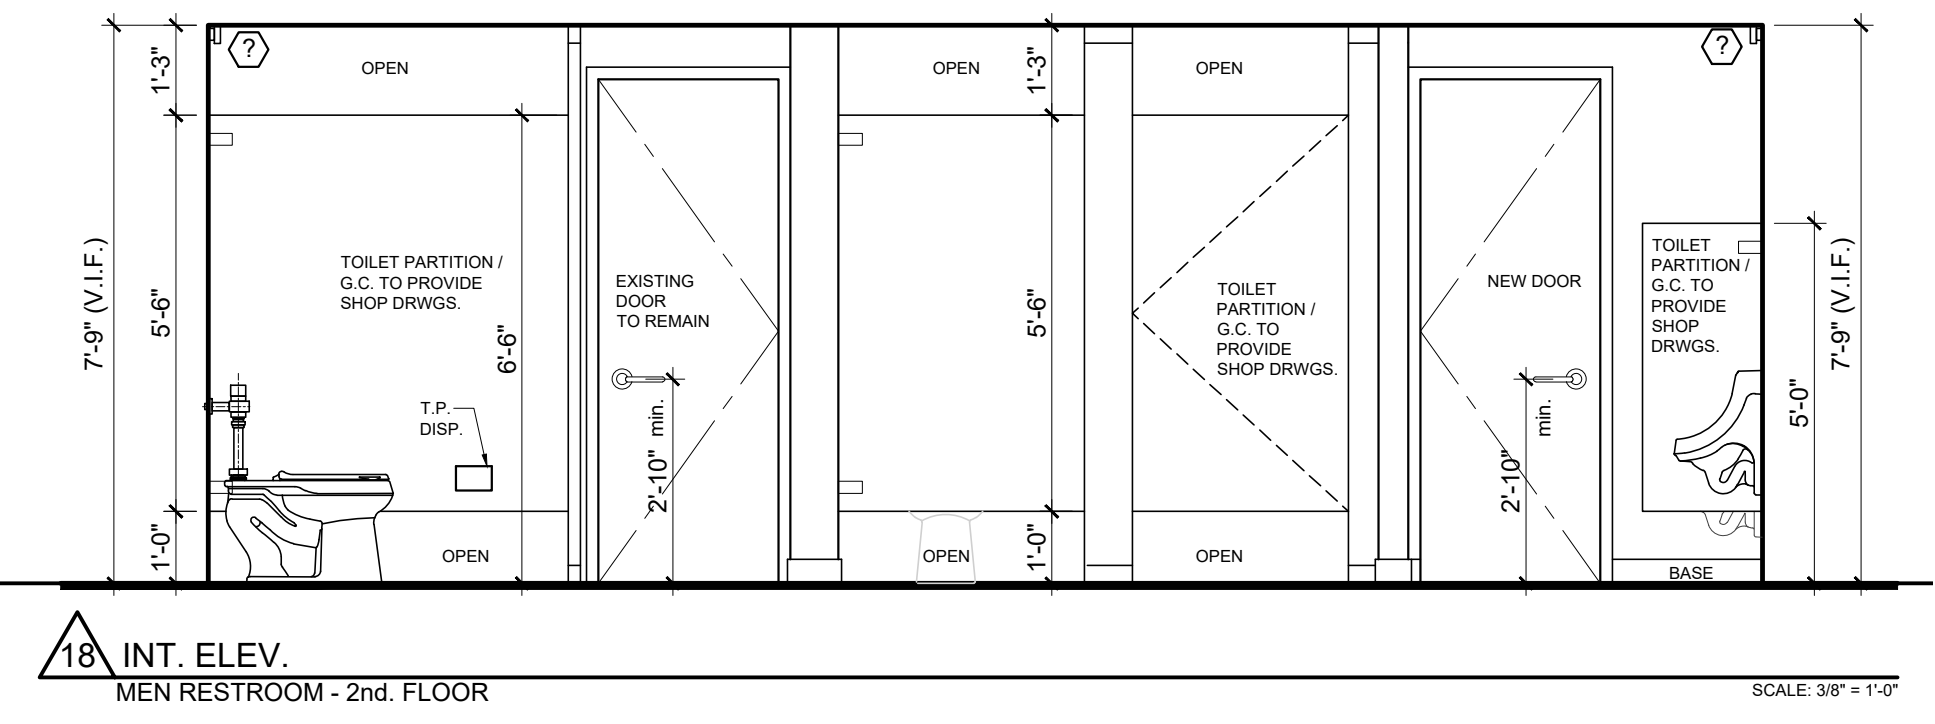 ?
OPEN
OPEN
OPEN
?
1'-3"
1'-3"
7'-9" (V.I.F.)
5'-6"
TOILET PARTITION /
G.C. TO PROVIDE
SHOP DRWGS.
6'-6"
EXISTING
DOOR
TO REMAIN
5'-6"
TOILET
PARTITION /
G.C. TO
PROVIDE
SHOP DRWGS.
NEW DOOR
TOILET
PARTITION /
G.C. TO
PROVIDE
SHOP
DRWGS.
7'-9" (V.I.F.)
5'-0"
T.P.
DISP.
2'-10" min.
2'-10" min.
1'-0"
OPEN
OPEN
1'-0"
OPEN
BASE
18 INT. ELEV.
MEN RESTROOM - 2nd. FLOOR
SCALE: 3/8" = 1'-0"